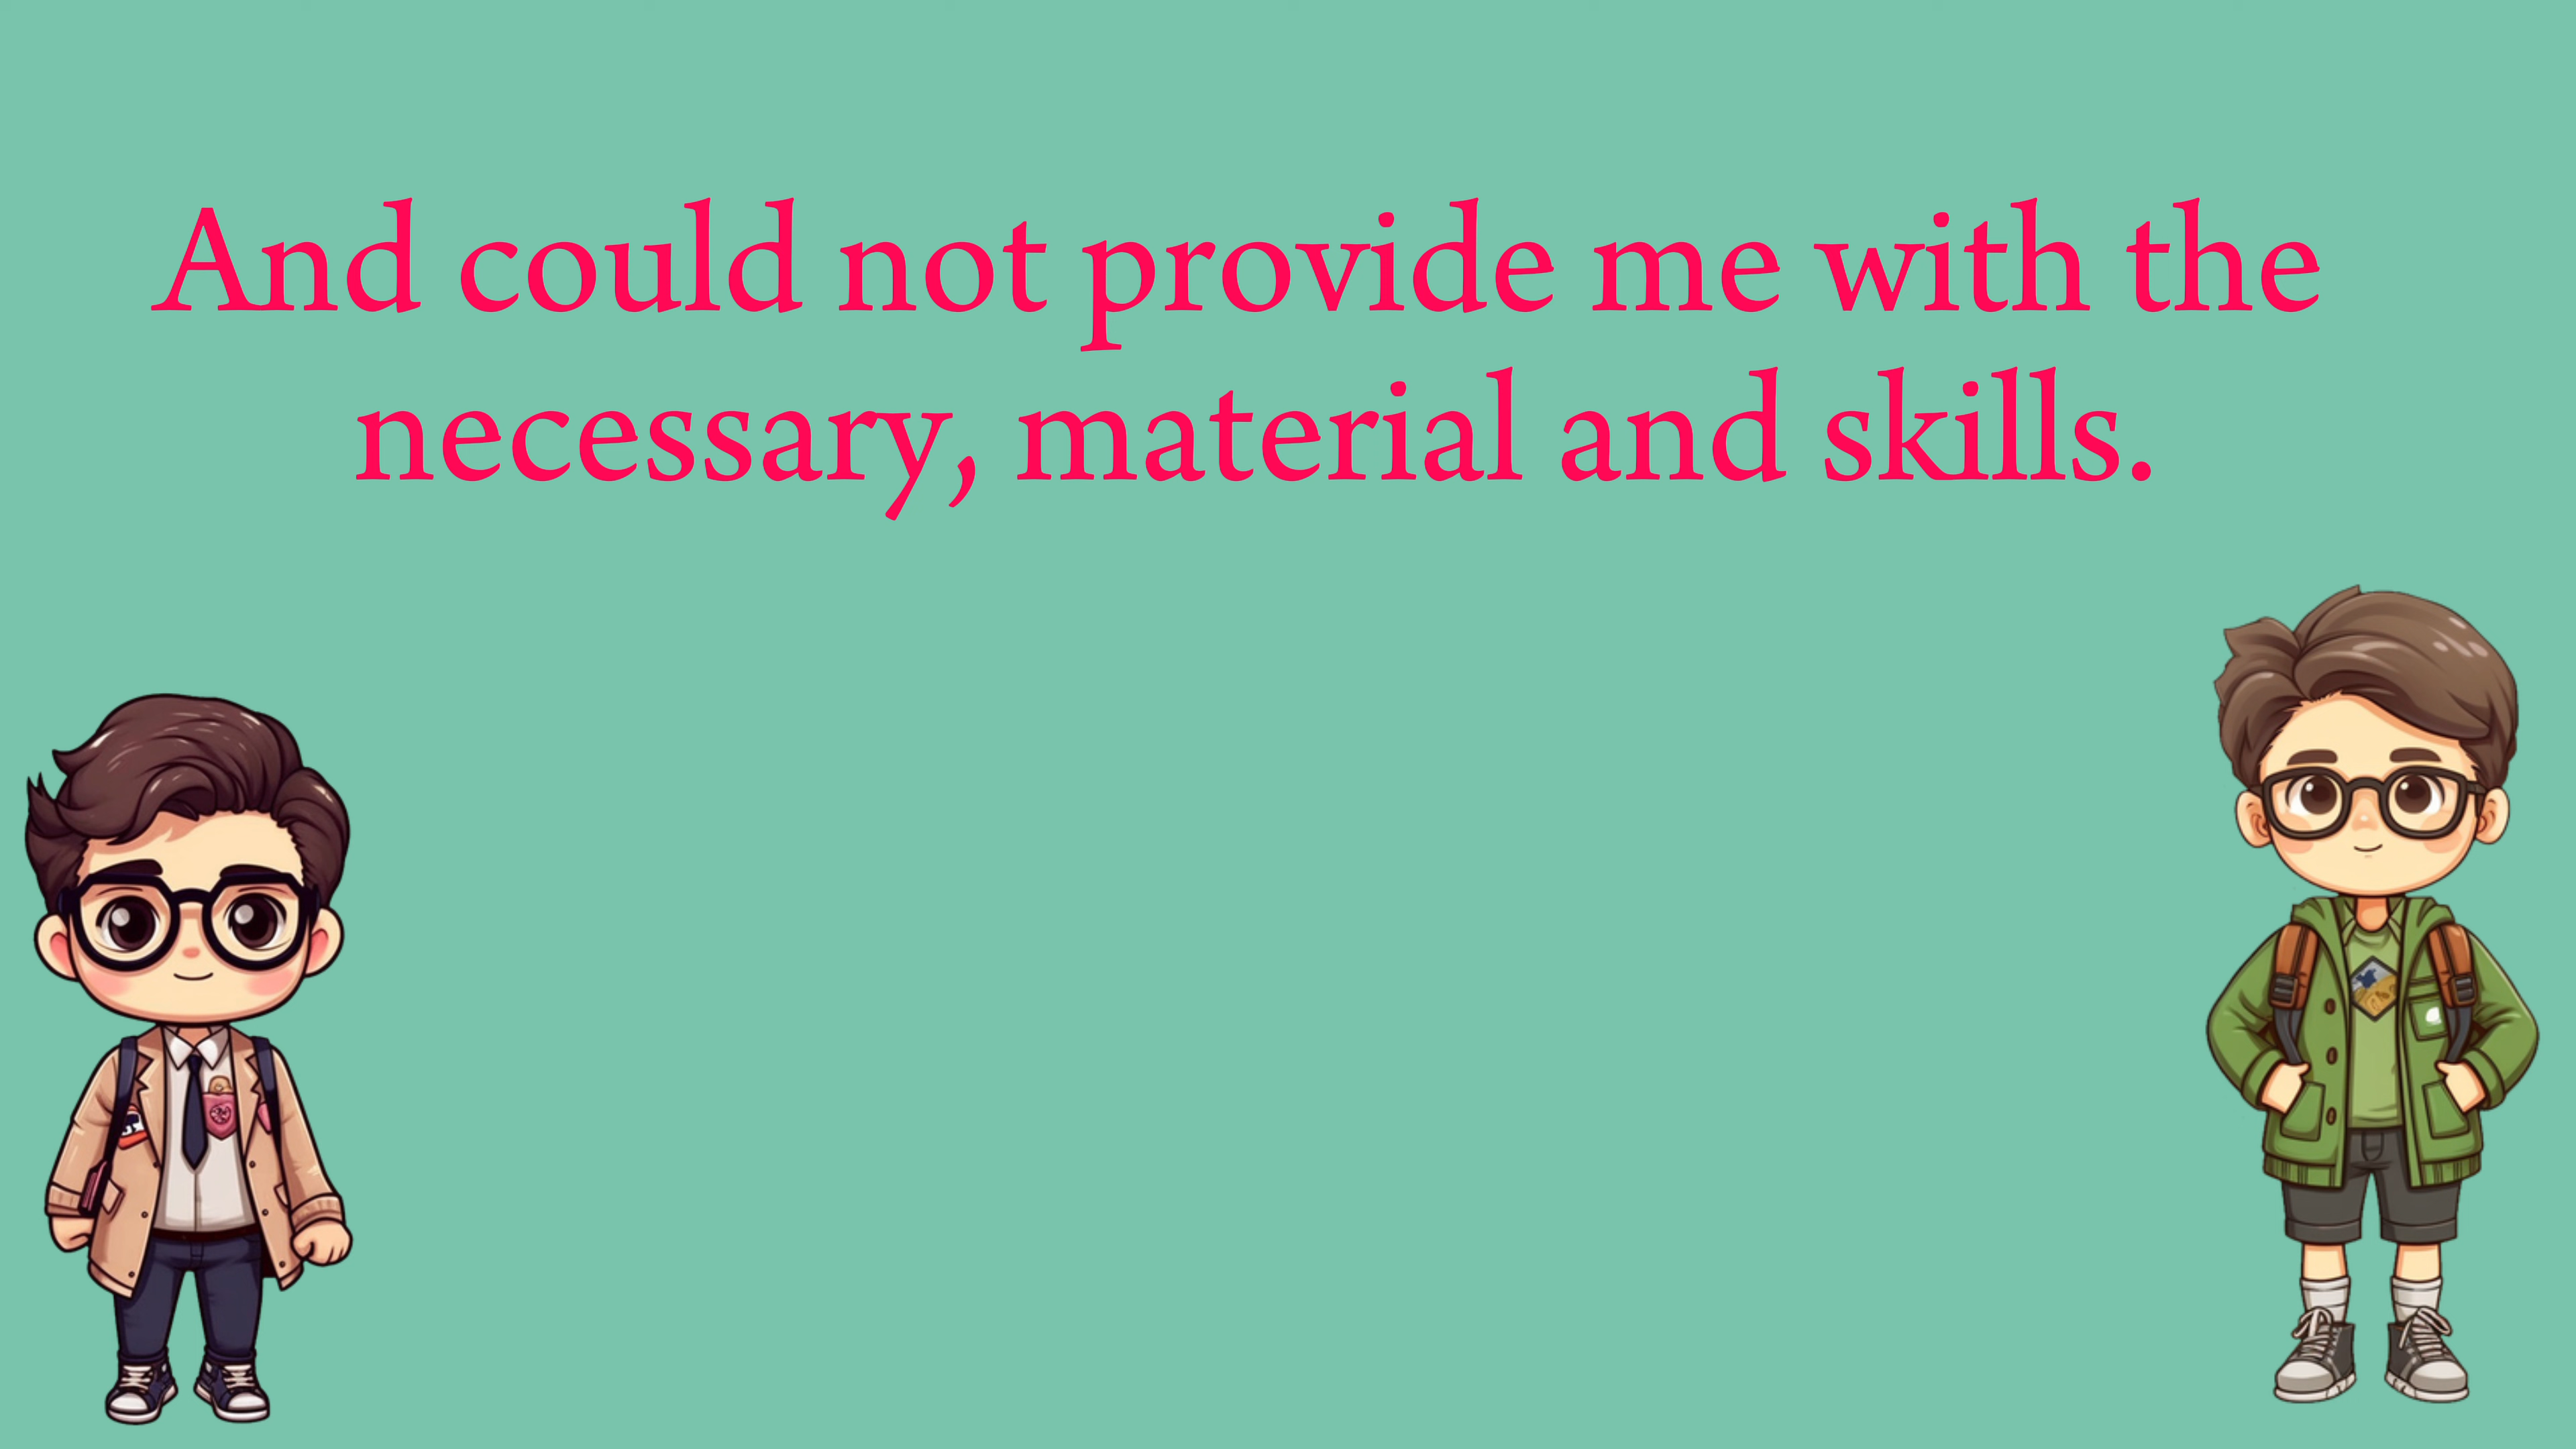 And could not provide me with the
necessary, material and skills.